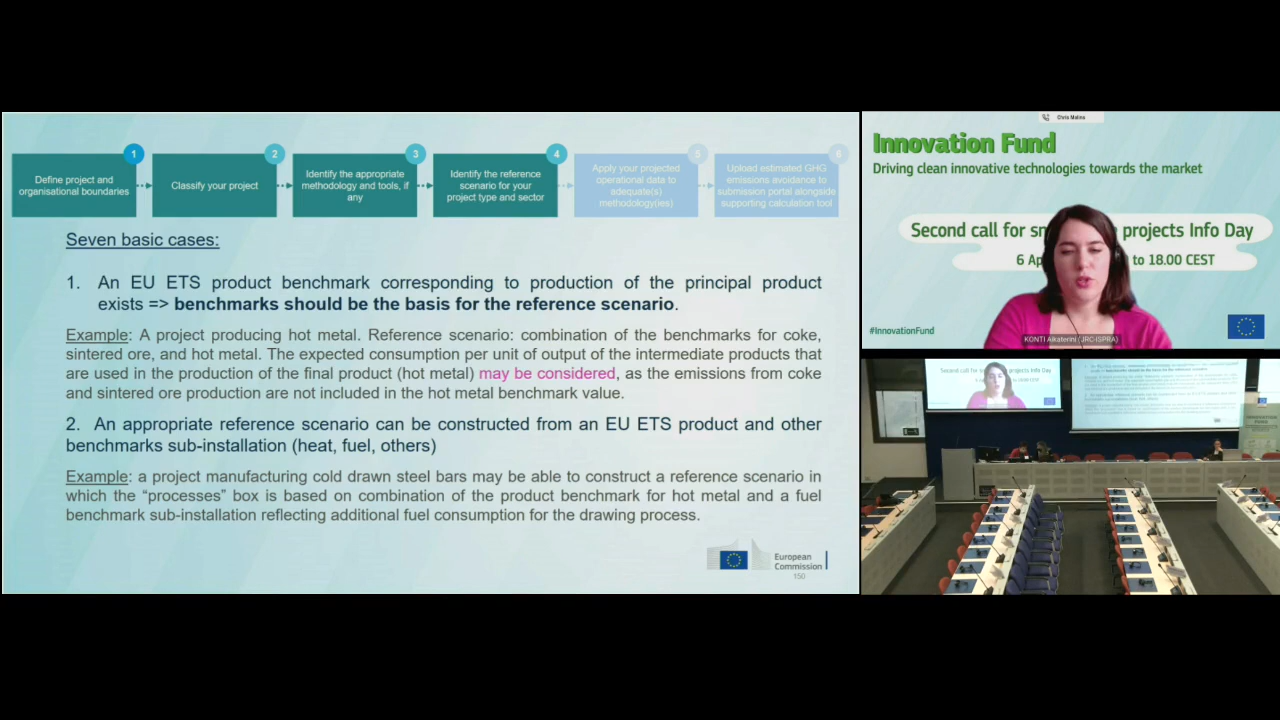 1
2
3
4
5
6
Define project and
organisational boundaries
Classify your project
Identify the appropriate
methodology and tools, if
any
Identify the reference
scenario for your
project type and sector
Apply your projected
operational data to
adequate(s)
methodology(ies)
Upload estimated GHG
emissions avoidance to
submission portal alongside
supporting calculation tool
Seven basic cases:
1. An EU ETS product benchmark corresponding to production of the principal product
exists => benchmarks should be the basis for the reference scenario.
Example: A project producing hot metal. Reference scenario: combination of the benchmarks for coke,
sintered ore, and hot metal. The expected consumption per unit of output of the intermediate products that
are used in the production of the final product (hot metal) may be considered, as the emissions from coke
and sintered ore production are not included in the hot metal benchmark value.
2. An appropriate reference scenario can be constructed from an EU ETS product and other
benchmarks sub-installation (heat, fuel, others)
Example: a project manufacturing cold drawn steel bars may be able to construct a reference scenario in
which the “processes” box is based on combination of the product benchmark for hot metal and a fuel
benchmark sub-installation reflecting additional fuel consumption for the drawing process.
European
Commission
150
Chris Matins
Innovation Fund
Driving clean innovative technologies towards the market
Second call for projects Info Day
6 to 18.00 CEST
#InnovationFund
KONTI Aikaterini (JRC-ISPRA)